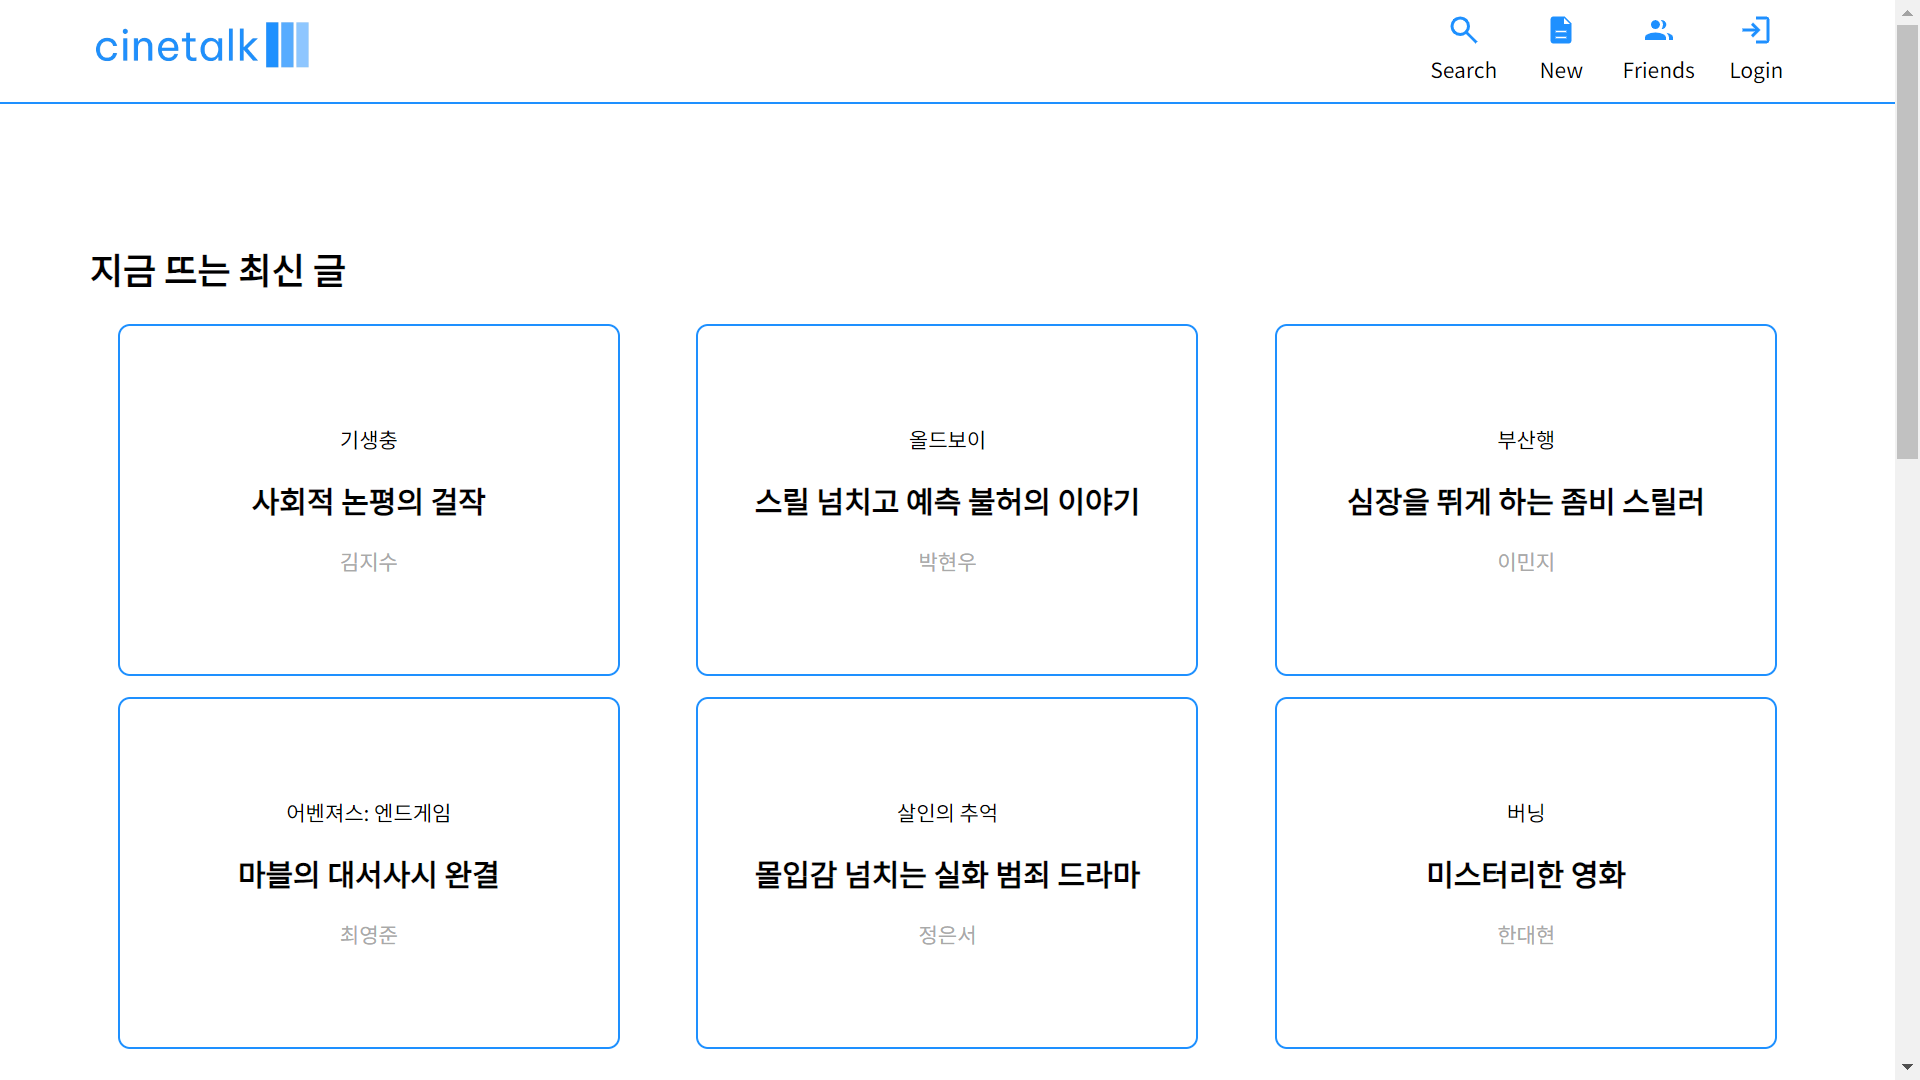 cinetalk
Search
New
Friends
Login
지금 뜨는 최신 글
기생충
사회적 논평의 걸작
김지수
올드보이
스릴 넘치고 예측 불허의 이야기
박현우
부산행
심장을 뛰게 하는 좀비 스릴러
이민지
어벤져스: 엔드게임
마블의 대서사시 완결
최영준
살인의 추억
몰입감 넘치는 실화 범죄 드라마
정은서
버닝
미스터리한 영화
한대현